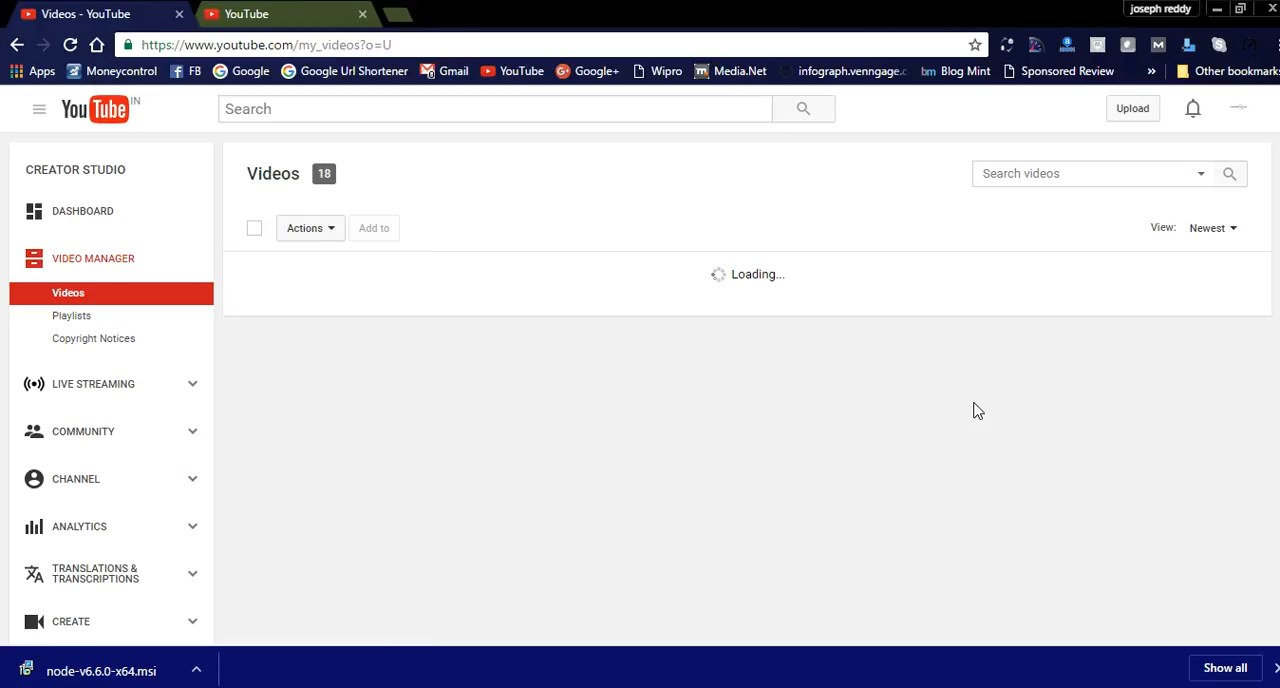 Videos - YouTube
YouTube
joseph reddy
https://www.youtube.com/my_videos?o=U
Apps Moneycontrol FB Google Google Url Shortener Gmail YouTube Google+ Wipro Media.Net infograph.venngage.c Blog Mint Sponsored Review » Other bookmarks
YouTube IN
Search
Upload
CREATOR STUDIO
DASHBOARD
VIDEO MANAGER
Videos
Playlists
Copyright Notices
LIVE STREAMING
COMMUNITY
CHANNEL
ANALYTICS
TRANSLATIONS &
TRANSCRIPTIONS
CREATE
Videos 18
Search videos
Actions Add to
View: Newest
Loading...
node-v6.6.0-x64.msi
Show all